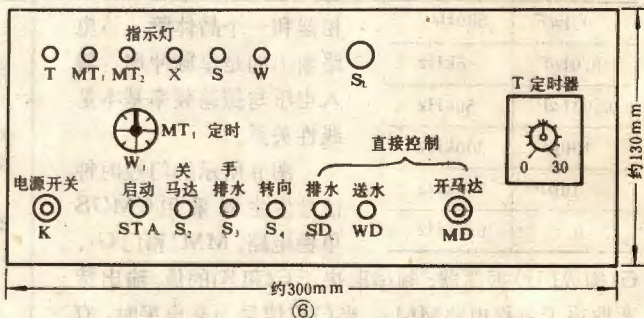 指示灯
T MT₁ MT₂ X S W
S_L
T 定时器
0 30
MT₁ 定时
W₁
直接控制
电源开关
K
启动
STA
关
马达
S₂
手
排水
S₃
转向
S₄
排水
SD
送水
WD
开马达
MD
约130mm
约300mm
⑥